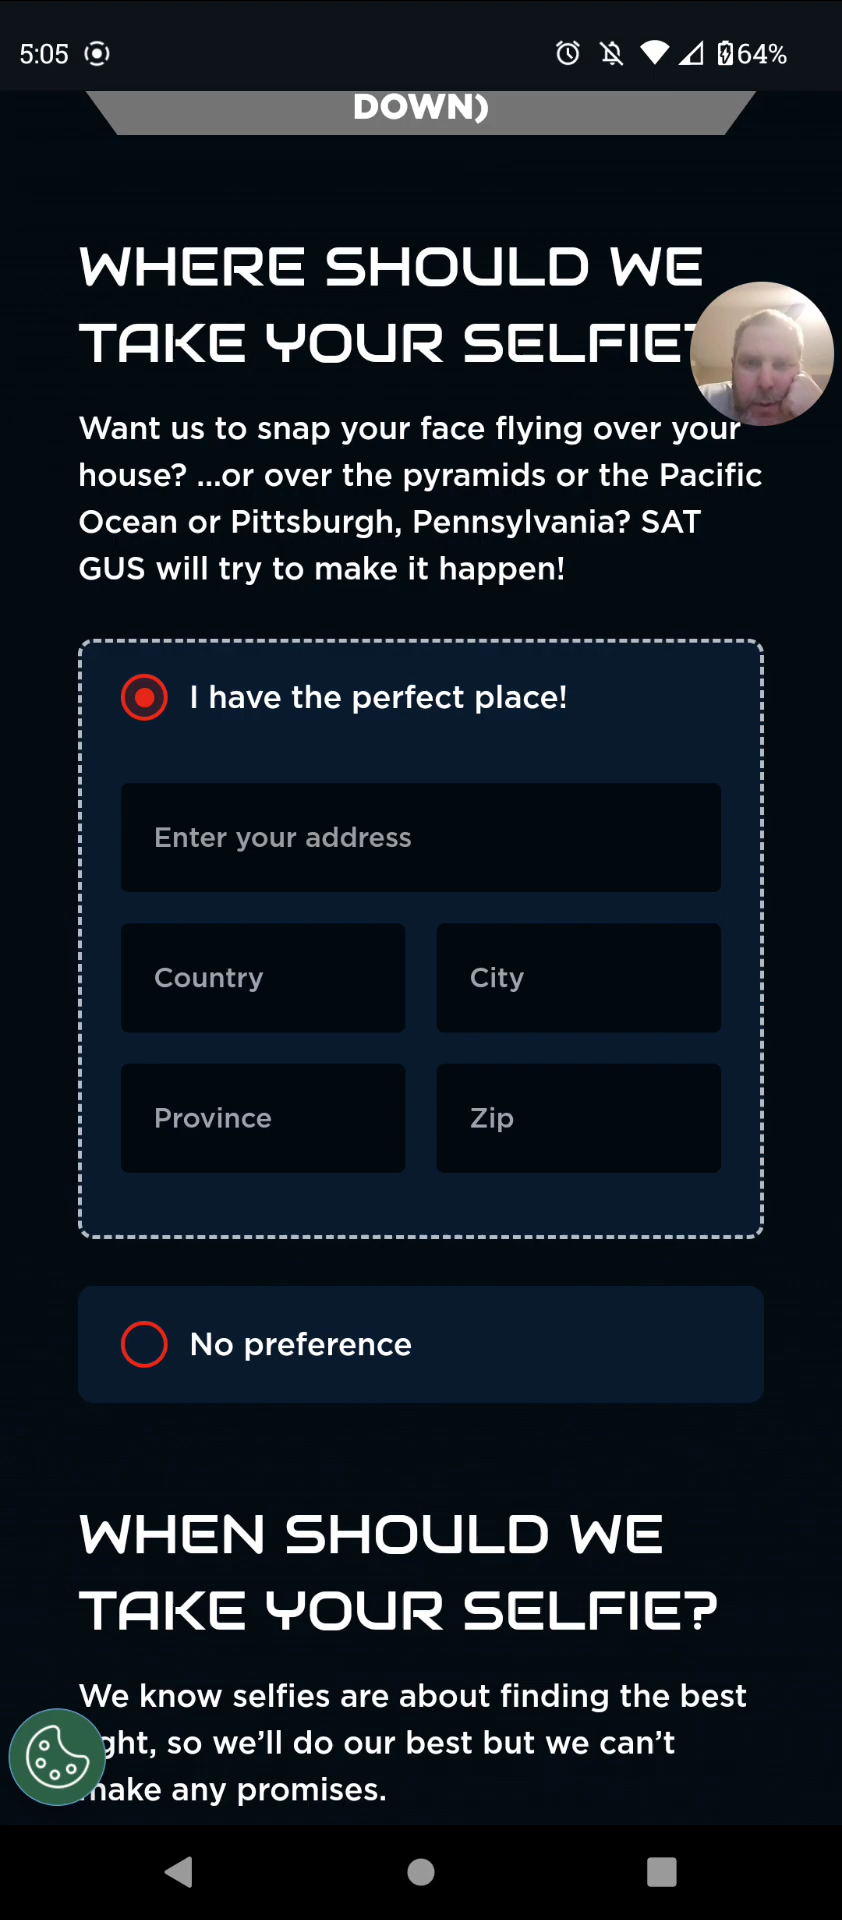 5:05
64%
DOWN)
WHERE SHOULD WE
TAKE YOUR SELFIE?
Want us to snap your face flying over your
house? ...or over the pyramids or the Pacific
Ocean or Pittsburgh, Pennsylvania? SAT
GUS will try to make it happen!
I have the perfect place!
Enter your address
Country
City
Province
Zip
No preference
WHEN SHOULD WE
TAKE YOUR SELFIE?
We know selfies are about finding the best
ght, so we'll do our best but we can't
make any promises.